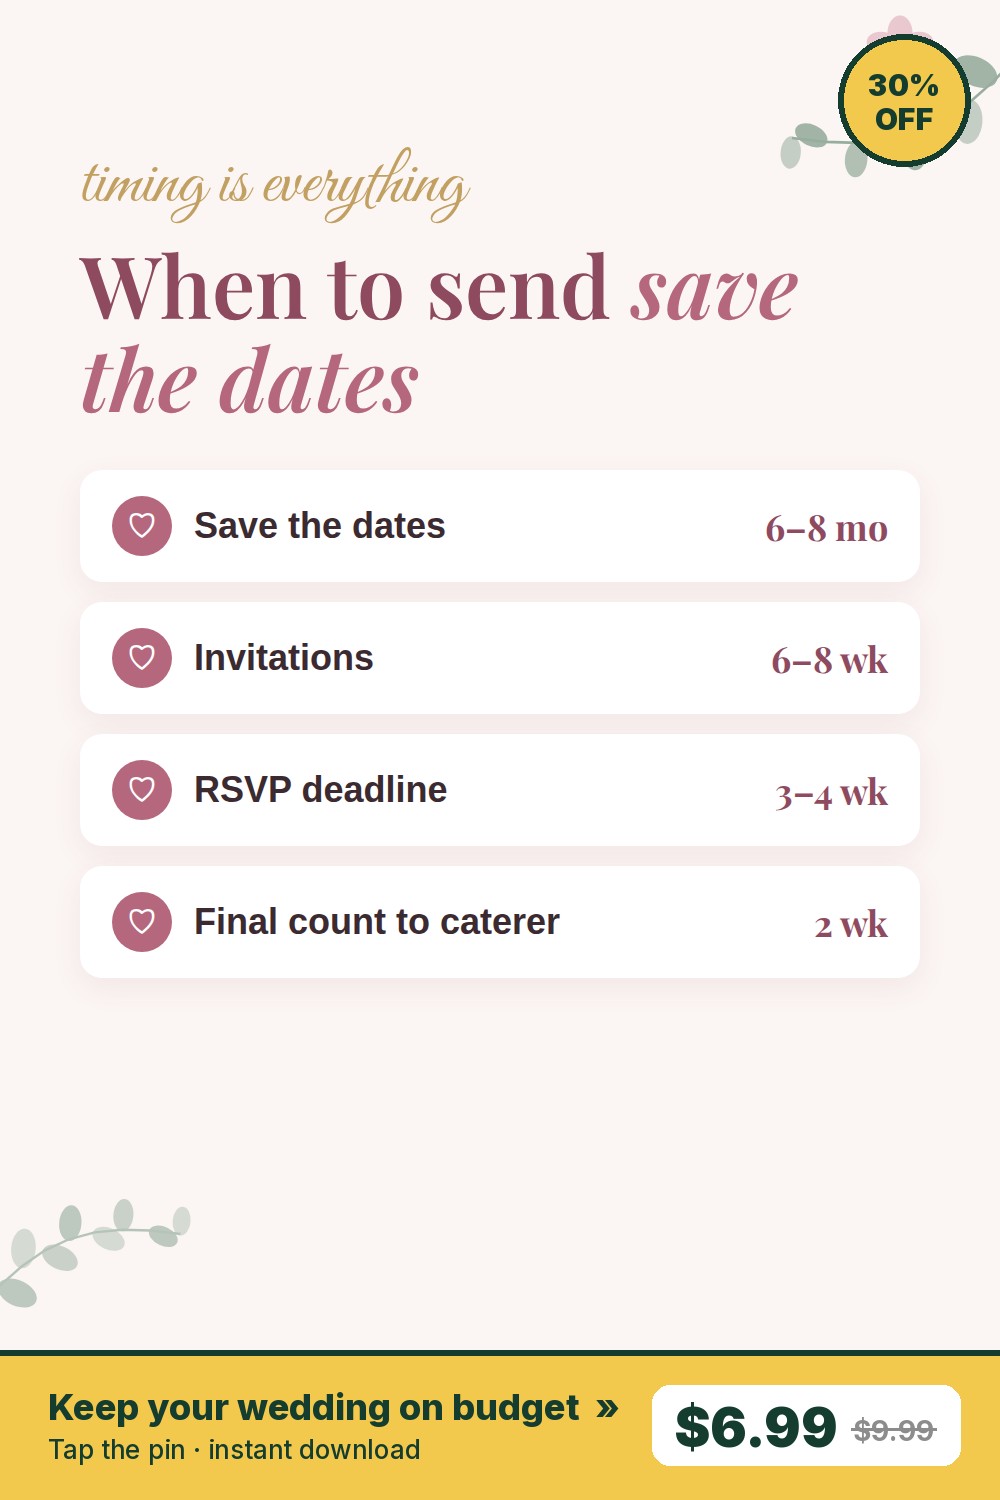 30%
OFF
timing is everything
When to send save
the dates
Save the dates 6–8 mo
Invitations 6–8 wk
RSVP deadline 3–4 wk
Final count to caterer 2 wk
Keep your wedding on budget »
Tap the pin · instant download
$6.99 $9.99